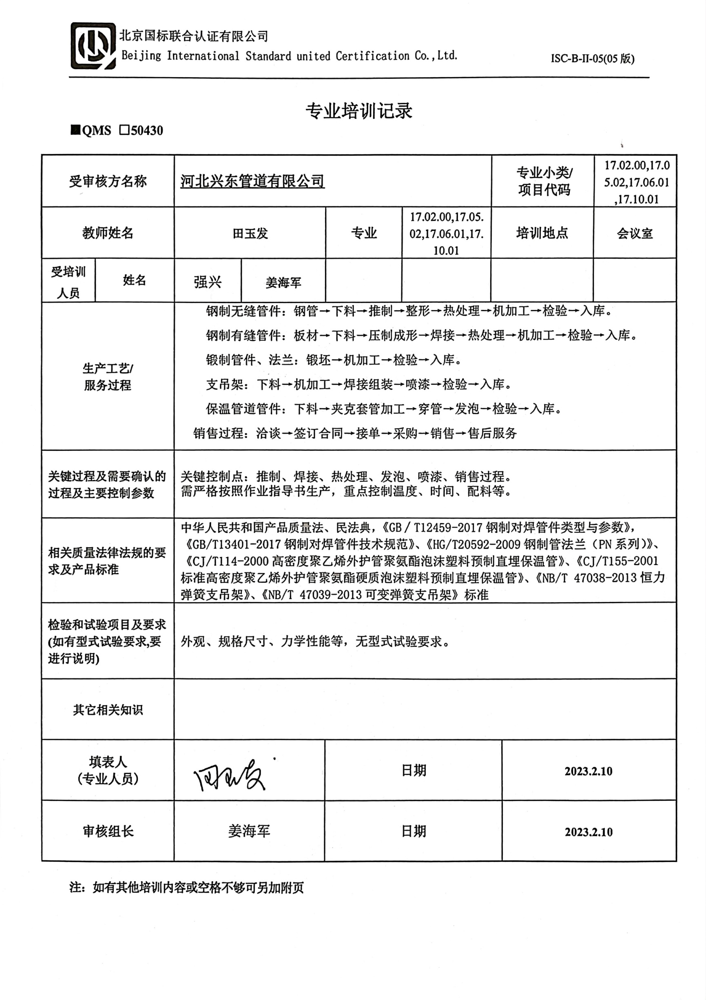 北京国标联合认证有限公司
Beijing International Standard united Certification Co.,Ltd.
ISC-B-II-05(05 版)
专业培训记录
■QMS □50430
受审核方名称
河北兴东管道有限公司
专业小类/
项目代码
17.02.00,17.0
5.02,17.06.01
,17.10.01
教师姓名
田玉发
专业
17.02.00,17.05.
02,17.06.01,17.
10.01
培训地点
会议室
受培训
人员
姓名
强兴
姜海军
生产工艺/
服务过程
钢制无缝管件：钢管→下料→推制→整形→热处理→机加工→检验→入库。
钢制有缝管件：板材→下料→压制成形→焊接→热处理→机加工→检验→入库。
锻制管件、法兰：锻坯→机加工→检验→入库。
支吊架：下料→机加工→焊接组装→喷漆→检验→入库。
保温管道管件：下料→夹克套管加工→穿管→发泡→检验→入库。
销售过程：洽谈→签订合同→接单→采购→销售→售后服务
关键过程及需要确认的
过程及主要控制参数
关键控制点：推制、焊接、热处理、发泡、喷漆、销售过程。
需严格按照作业指导书生产，重点控制温度、时间、配料等。
相关质量法律法规的要
求及产品标准
中华人民共和国产品质量法、民法典，《GB／T12459-2017 钢制对焊管件类型与参数》，
《GB/T13401-2017 钢制对焊管件技术规范》、《HG/T20592-2009 钢制管法兰（PN 系列）》、
《CJ/T114-2000 高密度聚乙烯外护管聚氨酯泡沫塑料预制直埋保温管》、《CJ/T155-2001
标准高密度聚乙烯外护管聚氨酯硬质泡沫塑料预制直埋保温管》、《NB/T 47038-2013 恒力
弹簧支吊架》、《NB/T 47039-2013 可变弹簧支吊架》标准
检验和试验项目及要求
(如有型式试验要求,要
进行说明)
外观、规格尺寸、力学性能等，无型式试验要求。
其它相关知识
填表人
（专业人员）
田玉发
日期
2023.2.10
审核组长
姜海军
日期
2023.2.10
注：如有其他培训内容或空格不够可另加附页